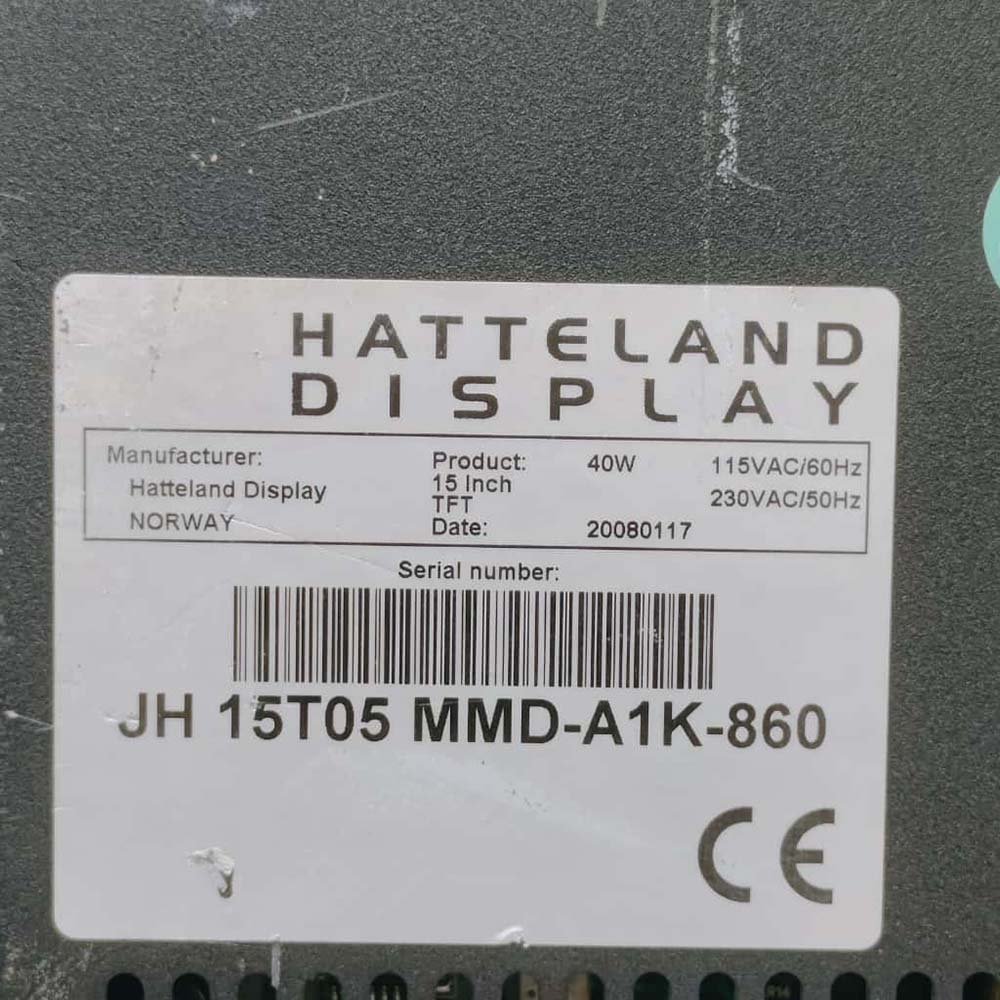 HATTELAND
DISPLAY
Manufacturer:
Hatteland Display
NORWAY
Product: 40W 115VAC/60Hz
15 Inch 230VAC/50Hz
TFT
Date: 20080117
Serial number:
JH 15T05 MMD-A1K-860
CE